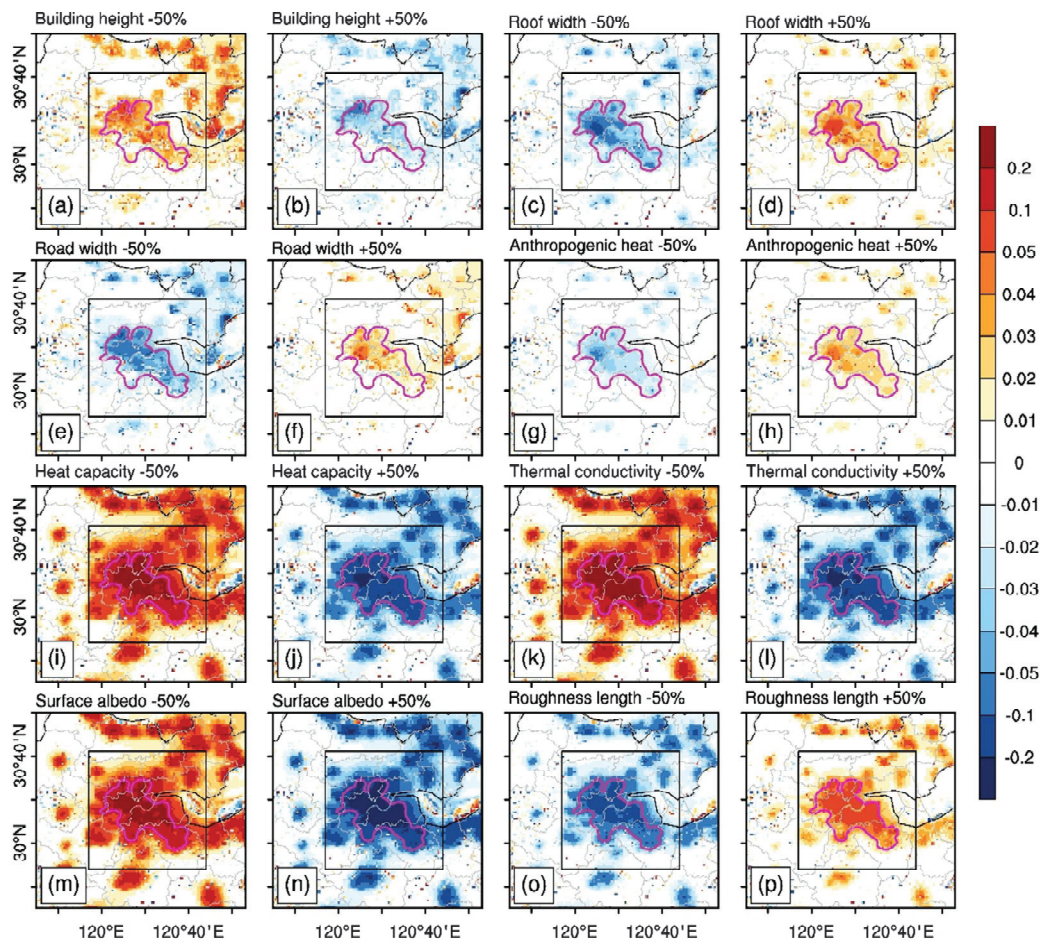 Building height -50%
Building height +50%
Roof width -50%
Roof width +50%
30°40′N
30°N
(a)
(b)
(c)
(d)
Road width -50%
Road width +50%
Anthropogenic heat -50%
Anthropogenic heat +50%
30°40′N
30°N
(e)
(f)
(g)
(h)
Heat capacity -50%
Heat capacity +50%
Thermal conductivity -50%
Thermal conductivity +50%
30°40′N
30°N
(i)
(j)
(k)
(l)
Surface albedo -50%
Surface albedo +50%
Roughness length -50%
Roughness length +50%
30°40′N
30°N
(m)
(n)
(o)
(p)
120°E 120°40′E
120°E 120°40′E
120°E 120°40′E
120°E 120°40′E
0.2
0.1
0.05
0.04
0.03
0.02
0.01
0
-0.01
-0.02
-0.03
-0.04
-0.05
-0.1
-0.2